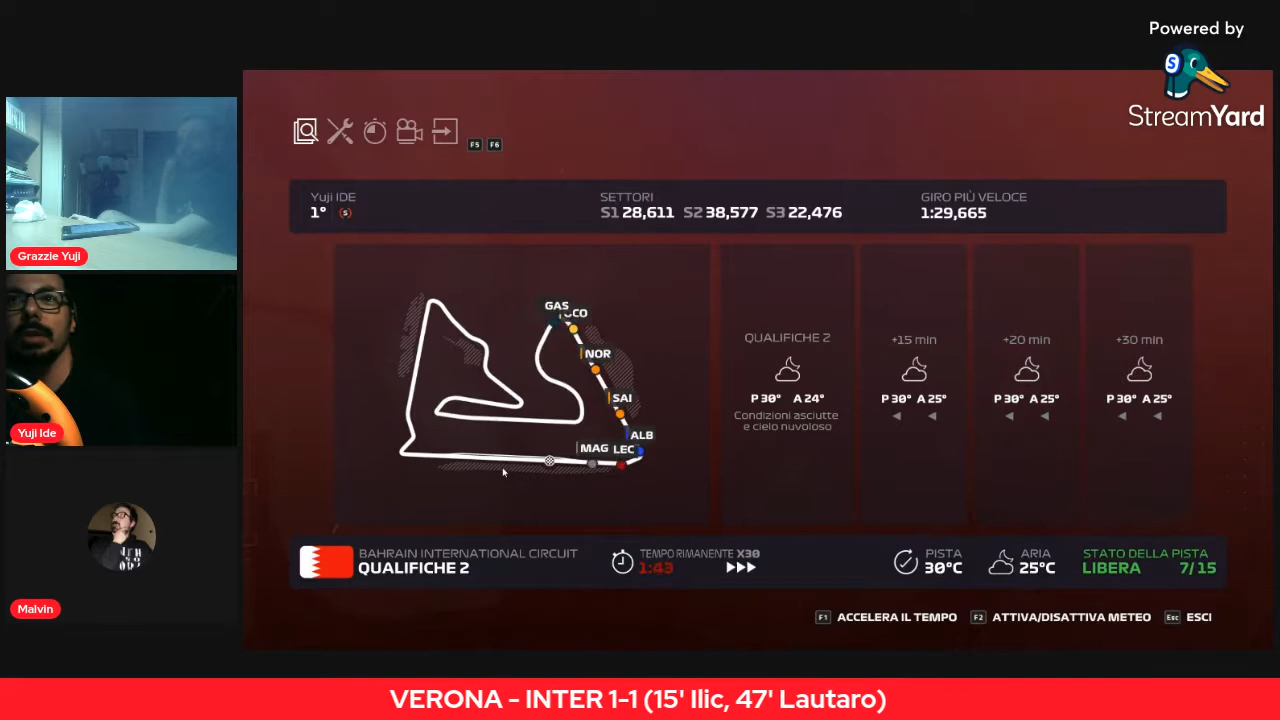 Powered by
S
StreamYard
F5 F6
Yuji IDE
1° S
SETTORI
S1 28,611 S2 38,577 S3 22,476
GIRO PIÙ VELOCE
1:29,665
Grazzle Yuji
Yuji Ide
Malvin
GAS
OCO
NOR
SAI
ALB
MAG LEC
QUALIFICHE 2
P 30° A 24°
Condizioni asciutte
e cielo nuvoloso
+15 min
P 30° A 25°
+20 min
P 30° A 25°
+30 min
P 30° A 25°
BAHRAIN INTERNATIONAL CIRCUIT
QUALIFICHE 2
TEMPO RIMANENTE X30
1:43
PISTA
30°C
ARIA
25°C
STATO DELLA PISTA
LIBERA 7/15
F1 ACCELERA IL TEMPO F2 ATTIVA/DISATTIVA METEO Esc ESCI
VERONA - INTER 1-1 (15' Ilic, 47' Lautaro)